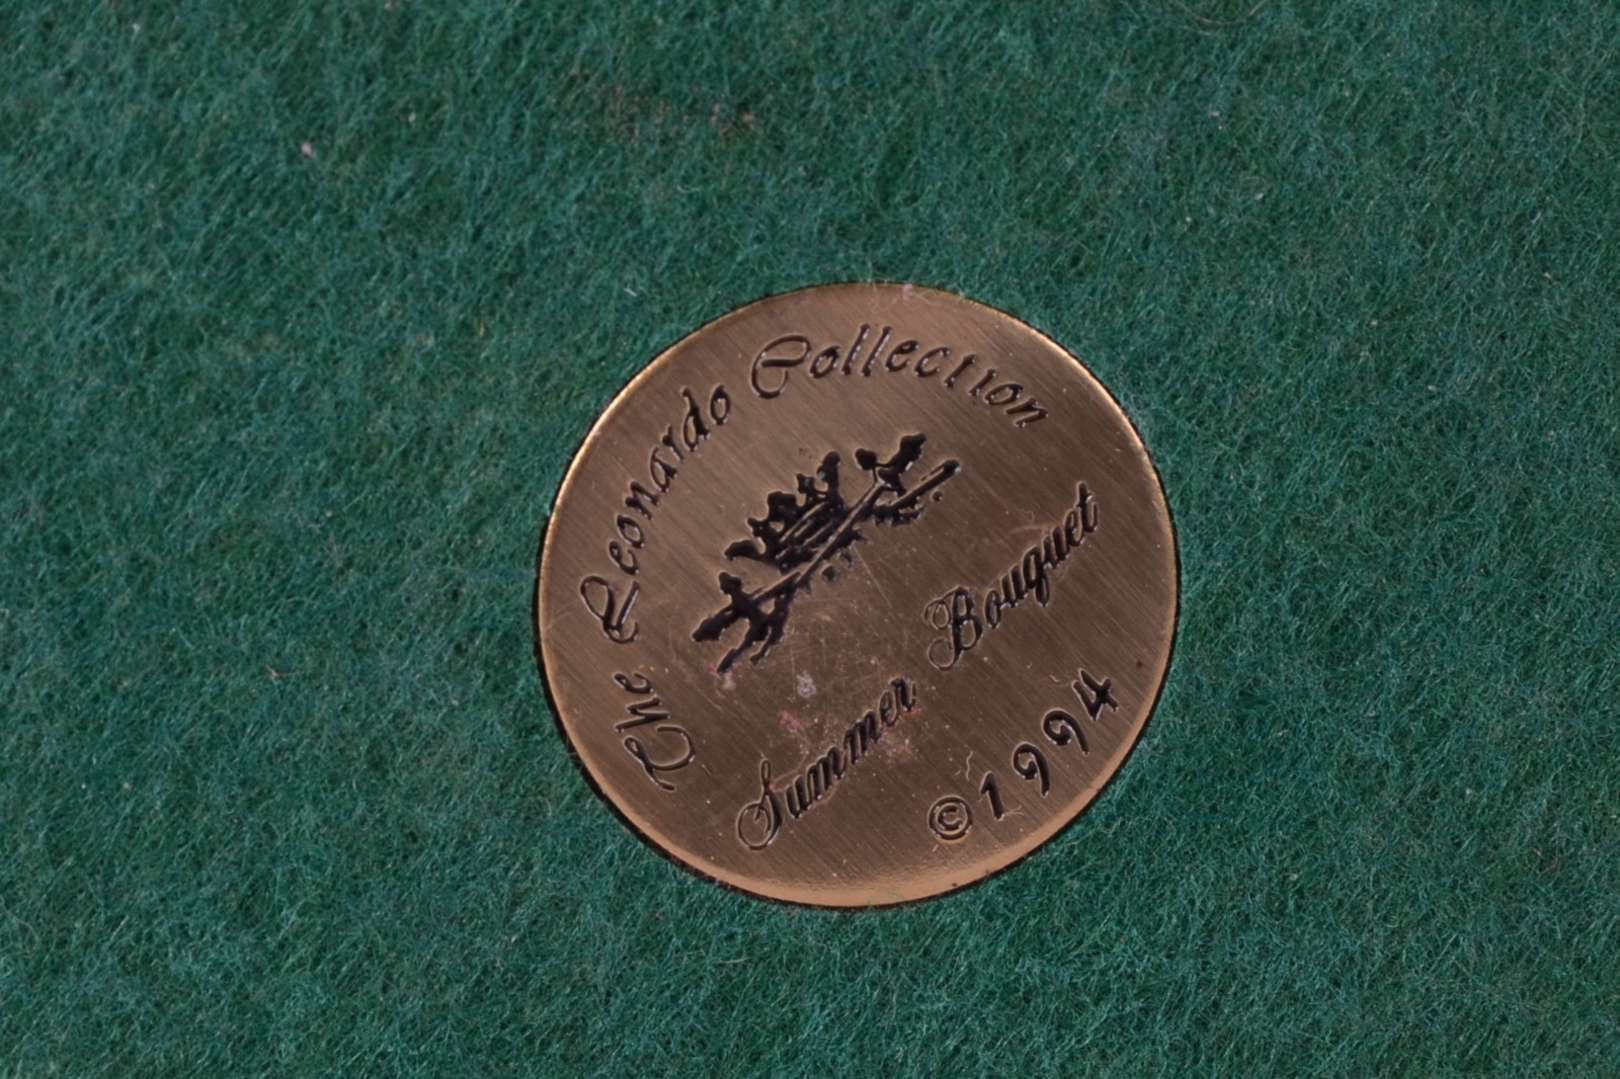 The Leonardo Collection
Summer Bouquet
©1994